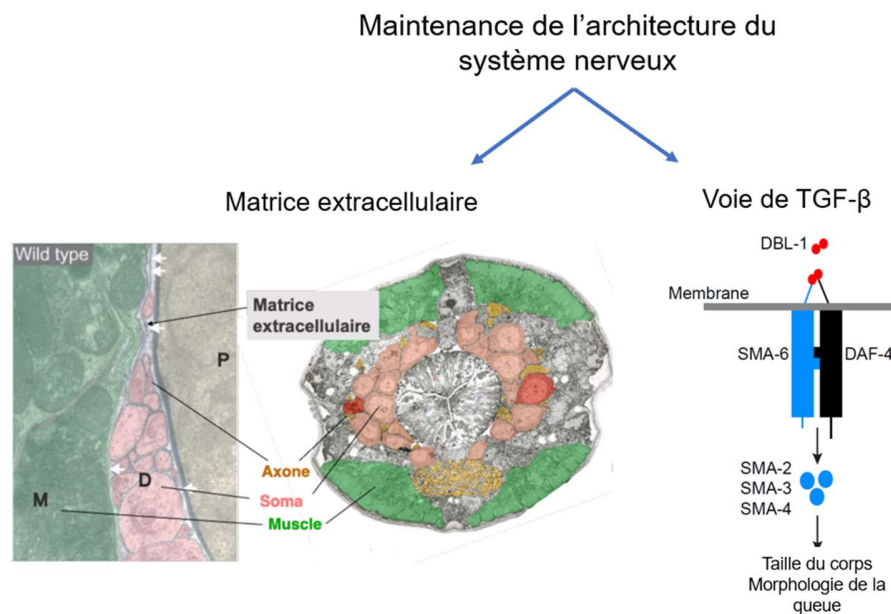 Maintenance de l'architecture du
système nerveux
Matrice extracellulaire
Voie de TGF-β
Wild type
Matrice
extracellulaire
P
D
M
Axone
Soma
Muscle
DBL-1
Membrane
SMA-6
DAF-4
SMA-2
SMA-3
SMA-4
Taille du corps
Morphologie de la
queue